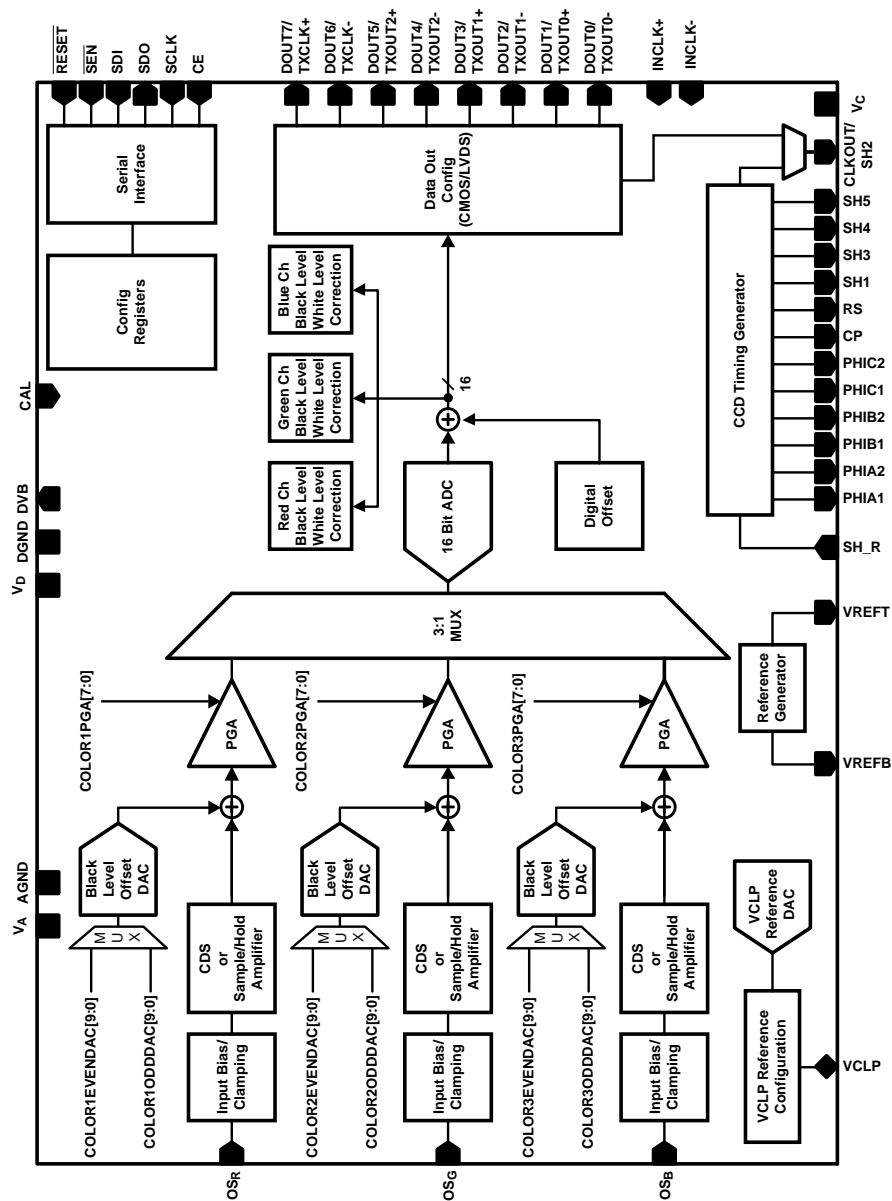 VA
AGND
VD
DGND
DVB
CAL
COLOR1EVENDAC[9:0]
COLOR1ODDDAC[9:0]
M
U
X
Black
Level
Offset
DAC
COLOR1PGA[7:0]
OSR
Input Bias/
Clamping
CDS
or
Sample/Hold
Amplifier
+
PGA
COLOR2EVENDAC[9:0]
COLOR2ODDDAC[9:0]
M
U
X
Black
Level
Offset
DAC
COLOR2PGA[7:0]
OSG
Input Bias/
Clamping
CDS
or
Sample/Hold
Amplifier
+
PGA
COLOR3EVENDAC[9:0]
COLOR3ODDDAC[9:0]
M
U
X
Black
Level
Offset
DAC
COLOR3PGA[7:0]
OSB
Input Bias/
Clamping
CDS
or
Sample/Hold
Amplifier
+
PGA
3:1
MUX
16 Bit ADC
+
16
Digital
Offset
Red Ch
Black Level
White Level
Correction
Green Ch
Black Level
White Level
Correction
Blue Ch
Black Level
White Level
Correction
Config
Registers
Serial
Interface
RESET
SEN
SDI
SDO
SCLK
CE
Data Out
Config
(CMOS/LVDS)
DOUT7/
TXCLK+
DOUT6/
TXCLK-
DOUT5/
TXOUT2+
DOUT4/
TXOUT2-
DOUT3/
TXOUT1+
DOUT2/
TXOUT1-
DOUT1/
TXOUT0+
DOUT0/
TXOUT0-
INCLK+
INCLK-
VCLP Reference
Configuration
VCLP
Reference
DAC
Reference
Generator
CCD Timing Generator
VCLP
VREFB
VREFT
SH_R
PHIA1
PHIA2
PHIB1
PHIB2
PHIC1
PHIC2
CP
RS
SH1
SH3
SH4
SH5
CLKOUT/
SH2
VC